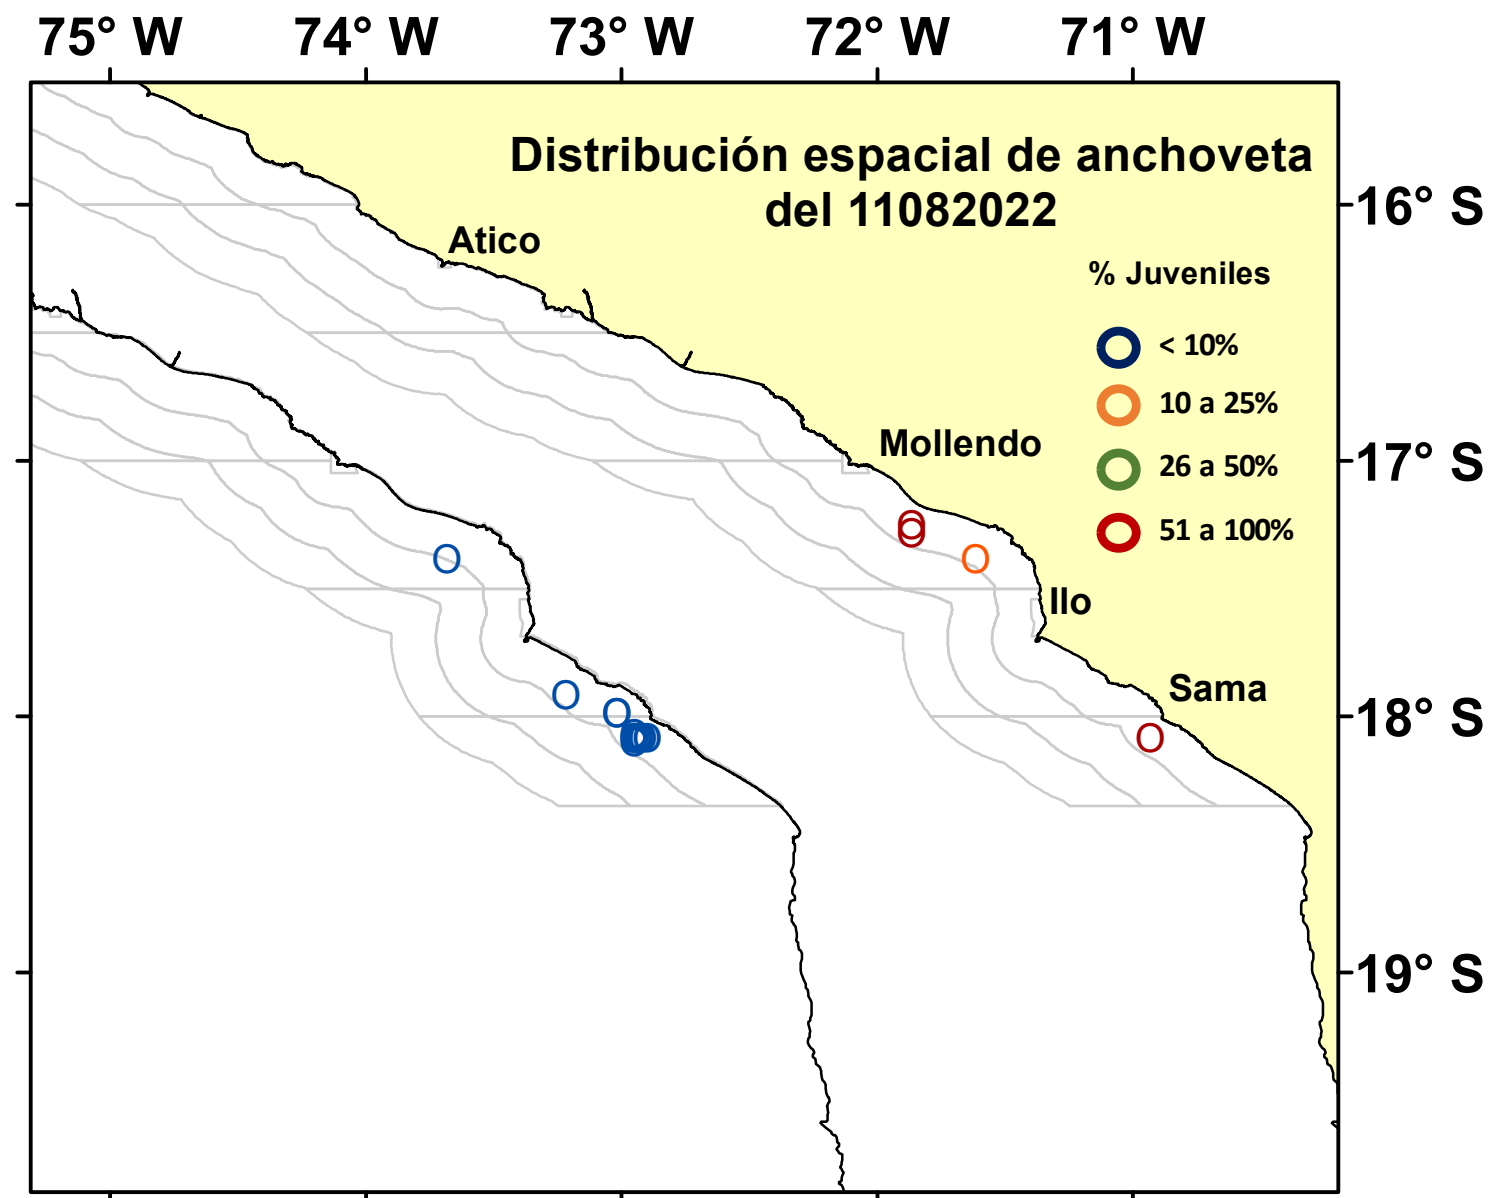 75° W 74° W 73° W 72° W 71° W
Distribución espacial de anchoveta
del 11082022
16° S
Atico
% Juveniles
< 10%
10 a 25%
Mollendo
17° S
26 a 50%
51 a 100%
Ilo
Sama
18° S
19° S